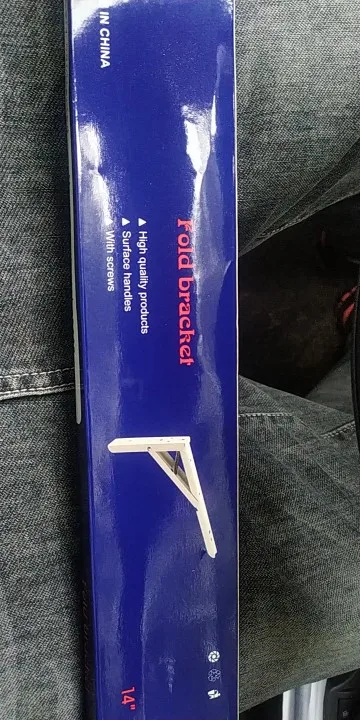 Fold bracket
▲ High quality products
▲ Surface handles
▲ With screws
IN CHINA
14"